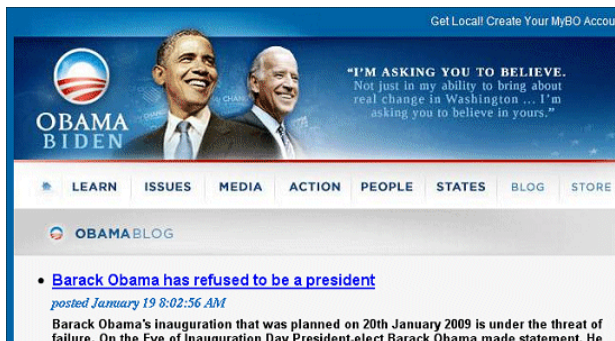 Get Local! Create Your MyBO Accou
“I’M ASKING YOU TO BELIEVE.
Not just in my ability to bring about
real change in Washington ... I’m
asking you to believe in yours.”
OBAMA
BIDEN
LEARN ISSUES MEDIA ACTION PEOPLE STATES BLOG STORE
OBAMABLOG
Barack Obama has refused to be a president
posted January 19 8:02:56 AM
Barack Obama's inauguration that was planned on 20th January 2009 is under the threat of
failure. On the Eve of Inauguration Day President-elect Barack Obama made statement. He